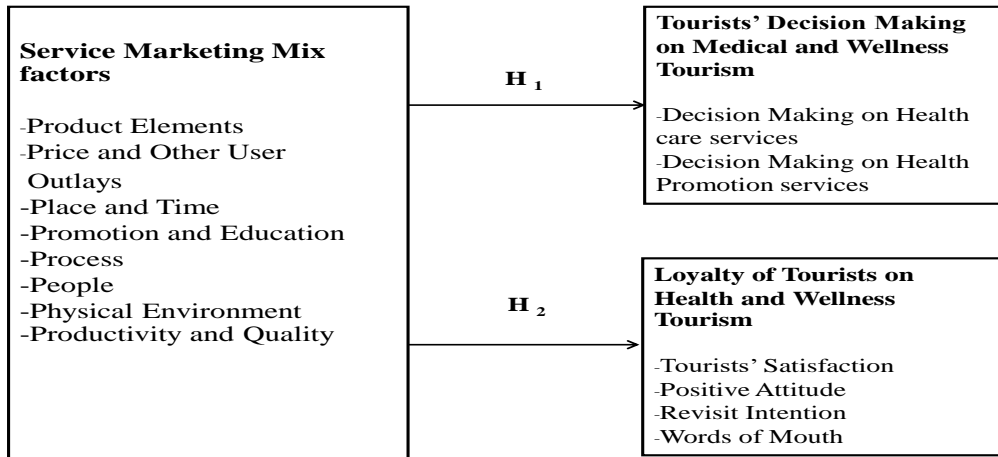 Service Marketing Mix
factors
-Product Elements
-Price and Other User
Outlays
-Place and Time
-Promotion and Education
-Process
-People
-Physical Environment
-Productivity and Quality
H 1
H 2
Tourists’ Decision Making
on Medical and Wellness
Tourism
-Decision Making on Health
care services
-Decision Making on Health
Promotion services
Loyalty of Tourists on
Health and Wellness
Tourism
-Tourists’ Satisfaction
-Positive Attitude
-Revisit Intention
-Words of Mouth